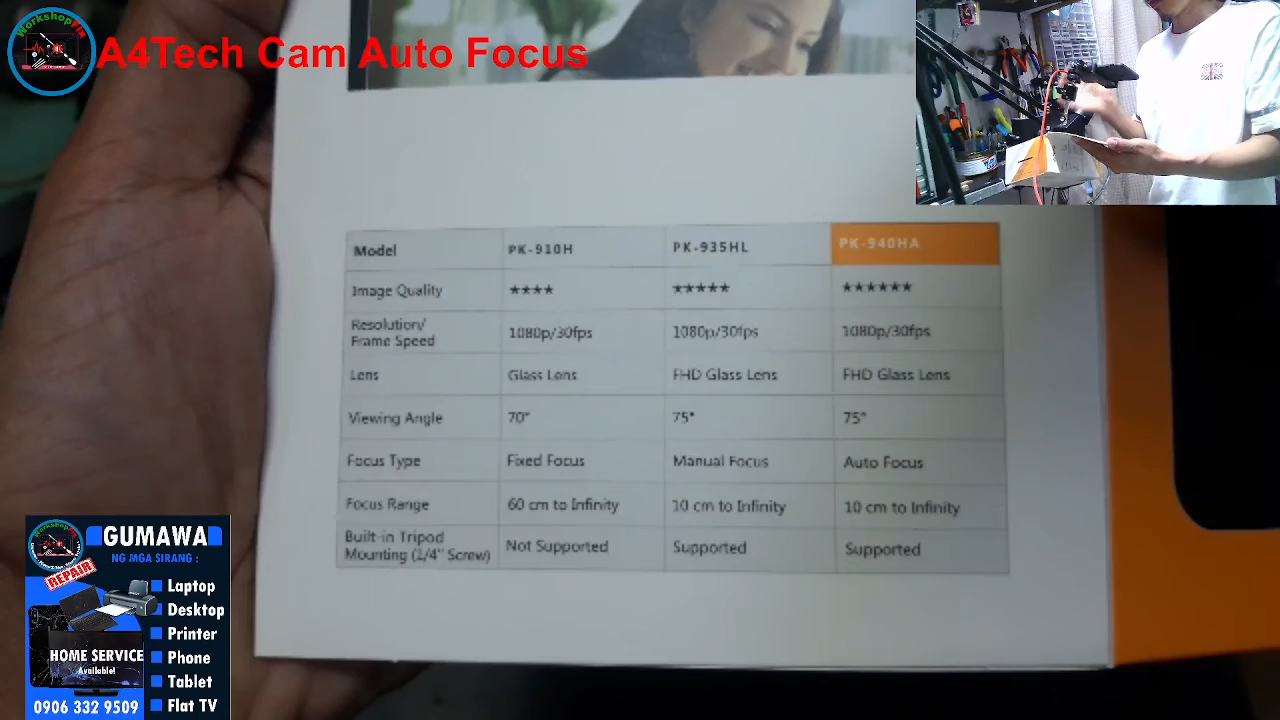 WorkshopFix
A4Tech Cam Auto Focus
Model PK-910H PK-935HL PK-940HA
Image Quality ★★★★ ★★★★★ ★★★★★★
Resolution/
Frame Speed 1080p/30fps 1080p/30fps 1080p/30fps
Lens Glass Lens FHD Glass Lens FHD Glass Lens
Viewing Angle 70° 75° 75°
Focus Type Fixed Focus Manual Focus Auto Focus
Focus Range 60 cm to Infinity 10 cm to Infinity 10 cm to Infinity
Built-in Tripod
Mounting (1/4" Screw) Not Supported Supported Supported
GUMAWA
NG MGA SIRANG :
REPAIR
Laptop
Desktop
Printer
Phone
Tablet
Flat TV
HOME SERVICE
Available!
0906 332 9509